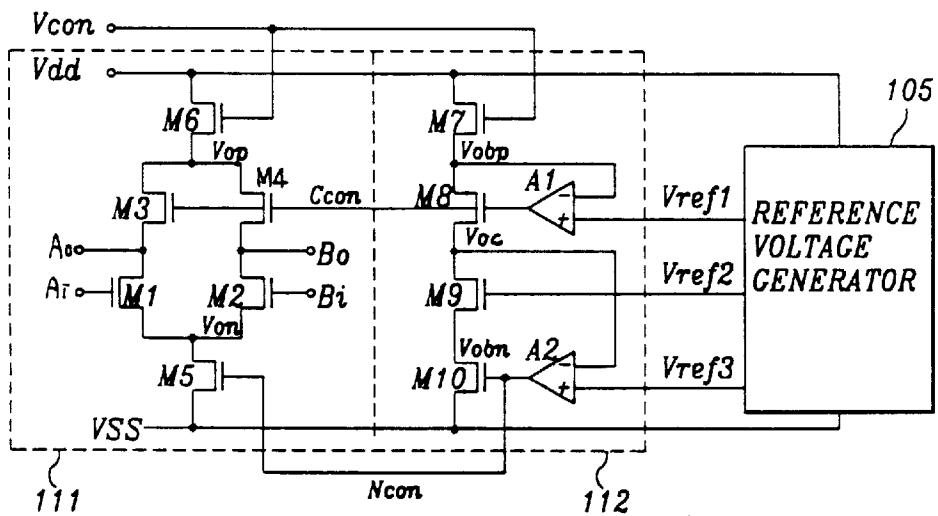 Vcon
Vdd
105
M6
M7
Vop
Vobp
M4
A1
M3
Ccon
M8
Vref1
REFERENCE
VOLTAGE
GENERATOR
Ao
Bo
Voc
Ai
M1
M2
Bi
M9
Vref2
Von
Vobn
A2
M5
M10
Vref3
VSS
Ncon
111
112
-
+
-
+